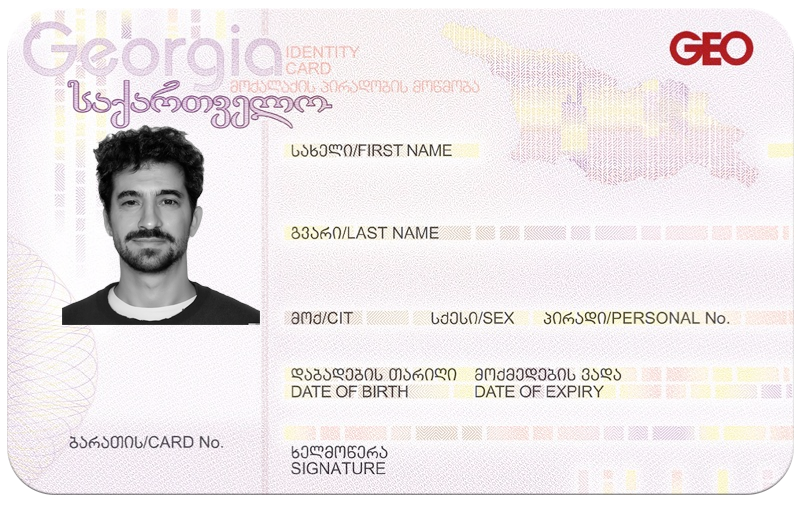 Georgia
IDENTITY
CARD
GEO
მოქალაქის პირადობის მოწმობა
საქართველო
სახელი/FIRST NAME
გვარი/LAST NAME
მოქ/CIT სქესი/SEX პირადი/PERSONAL No.
დაბადების თარიღი მოქმედების ვადა
DATE OF BIRTH DATE OF EXPIRY
ბარათის/CARD No.
ხელმოწერა
SIGNATURE